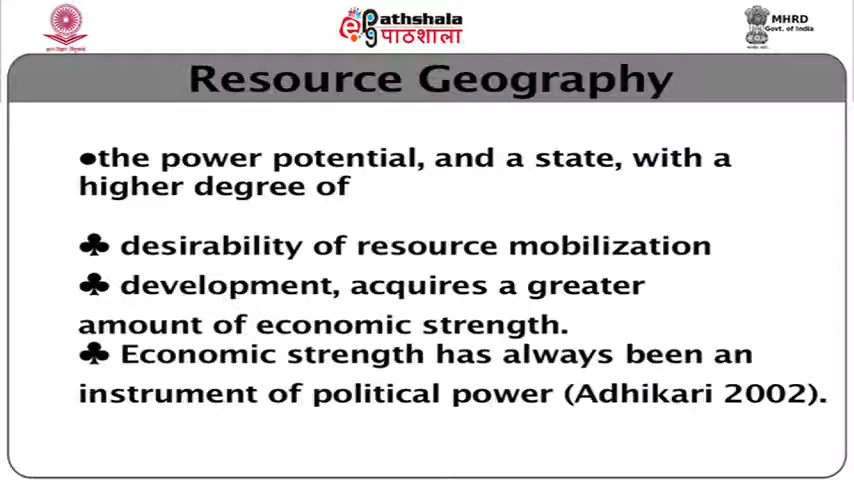 Pathshala
पाठशाला
MHRD
Govt. of India
Resource Geography
●the power potential, and a state, with a
higher degree of
♣ desirability of resource mobilization
♣ development, acquires a greater
amount of economic strength.
♣ Economic strength has always been an
instrument of political power (Adhikari 2002).